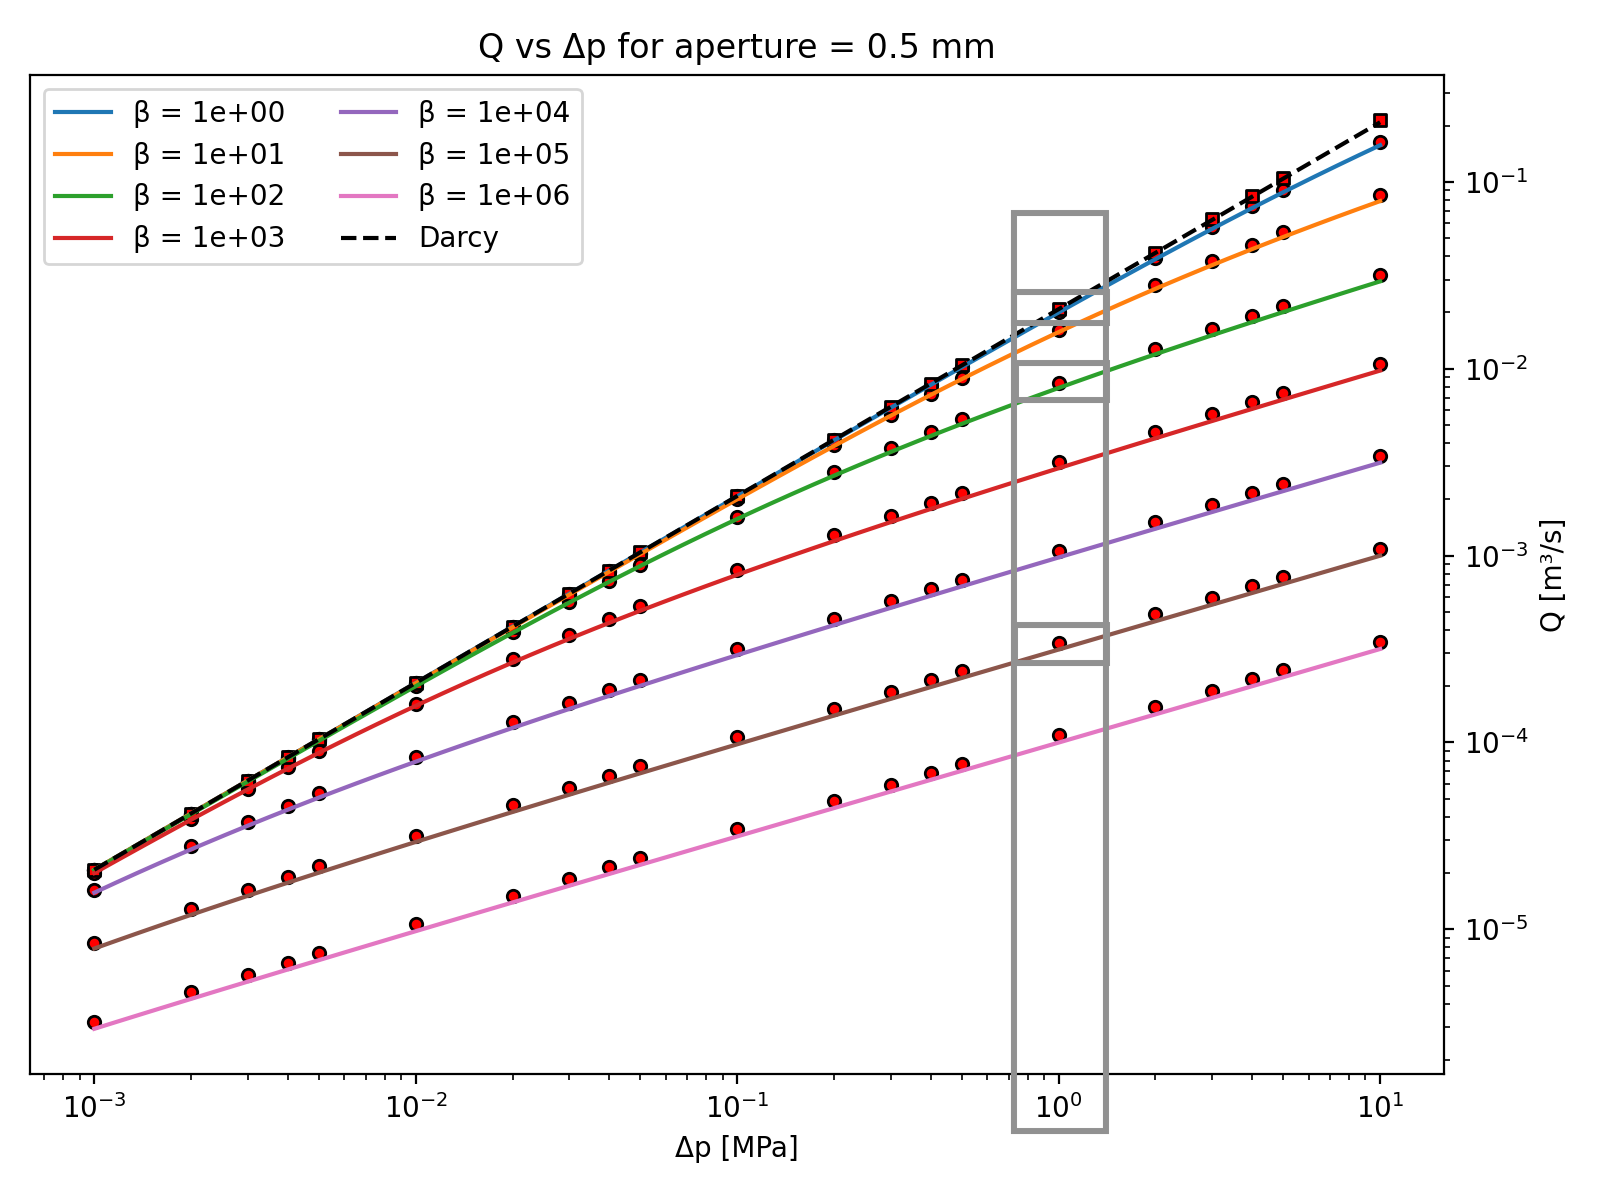 Q vs Δp for aperture = 0.5 mm
β = 1e+00
β = 1e+01
β = 1e+02
β = 1e+03
β = 1e+04
β = 1e+05
β = 1e+06
Darcy
10⁻¹
10⁻²
10⁻³
10⁻⁴
10⁻⁵
Q [m³/s]
10⁻³ 10⁻² 10⁻¹ 10⁰ 10¹
Δp [MPa]